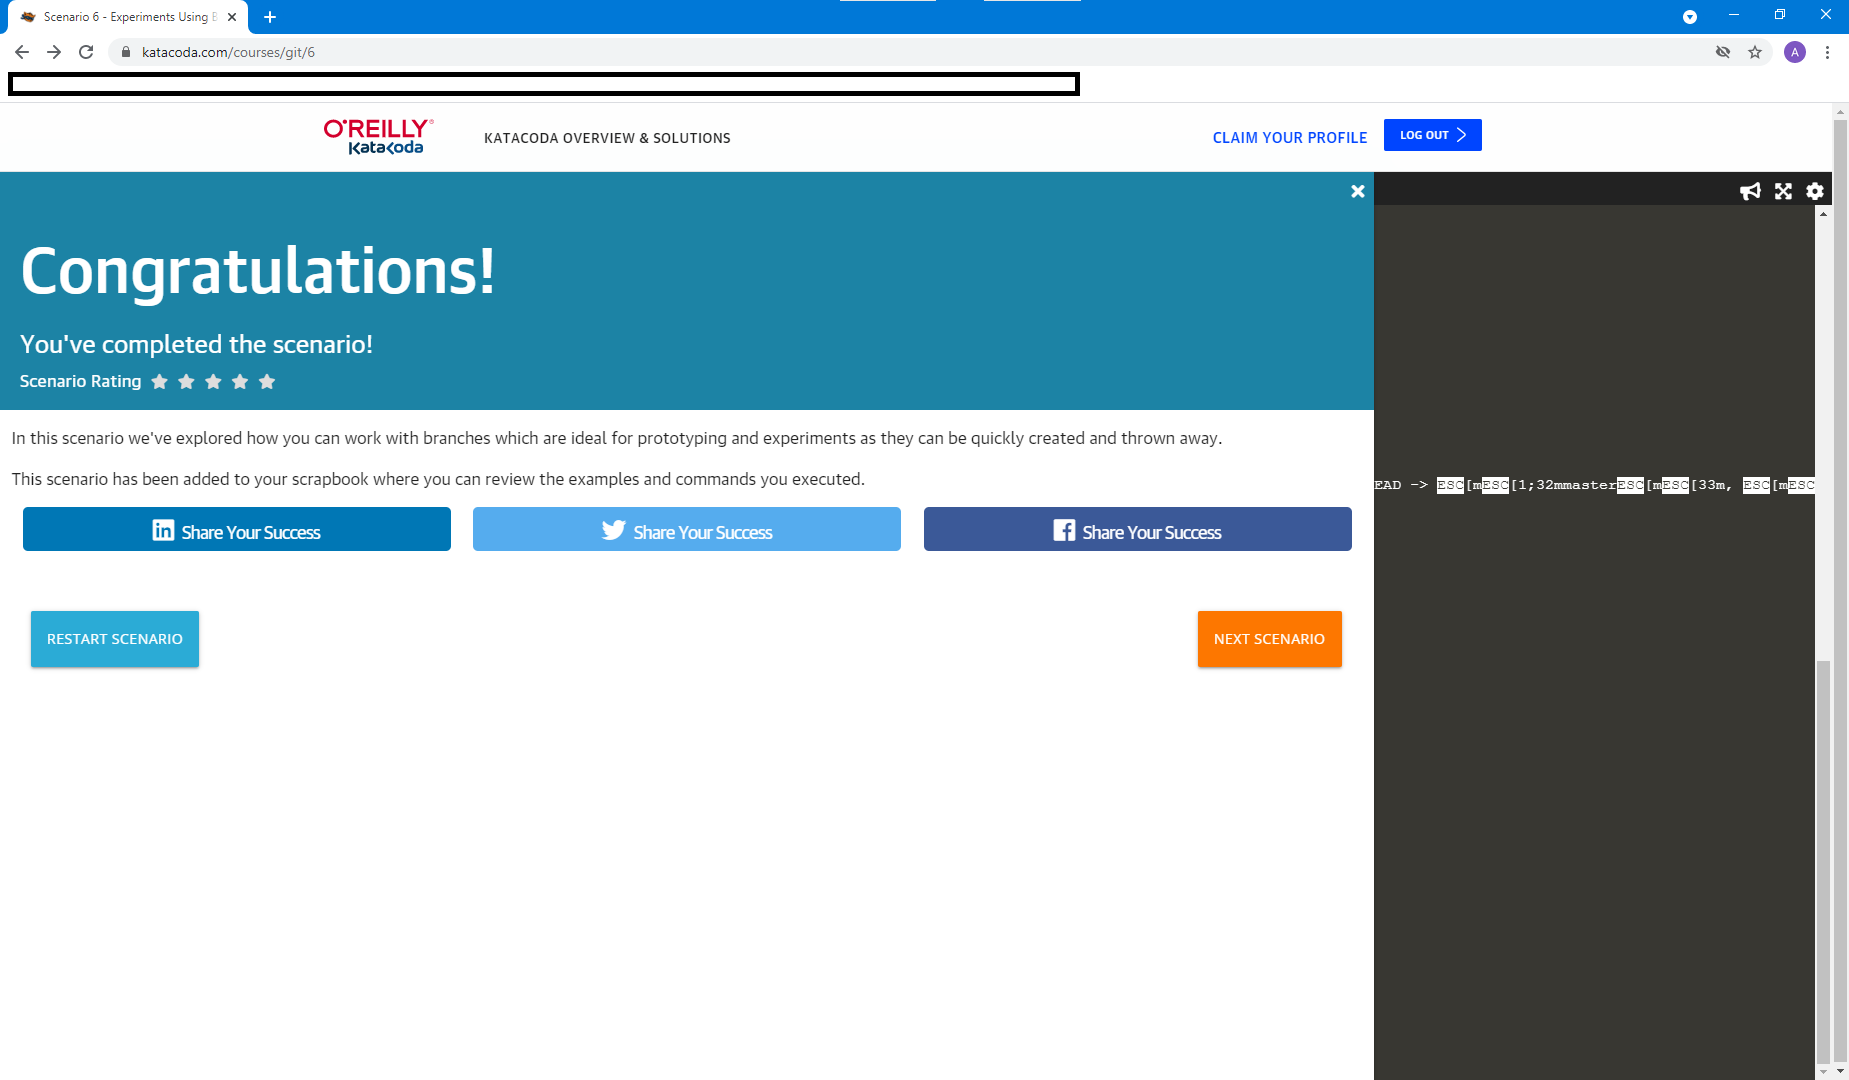 Scenario 6 - Experiments Using B
katacoda.com/courses/git/6
A
O'REILLY®
KataKoda
KATACODA OVERVIEW & SOLUTIONS
CLAIM YOUR PROFILE
LOG OUT
Congratulations!
You've completed the scenario!
Scenario Rating
In this scenario we've explored how you can work with branches which are ideal for prototyping and experiments as they can be quickly created and thrown away.
This scenario has been added to your scrapbook where you can review the examples and commands you executed.
Share Your Success
Share Your Success
Share Your Success
RESTART SCENARIO
NEXT SCENARIO
EAD -> ESC[mESC[1;32mmasterESC[mESC[33m, ESC[mESC